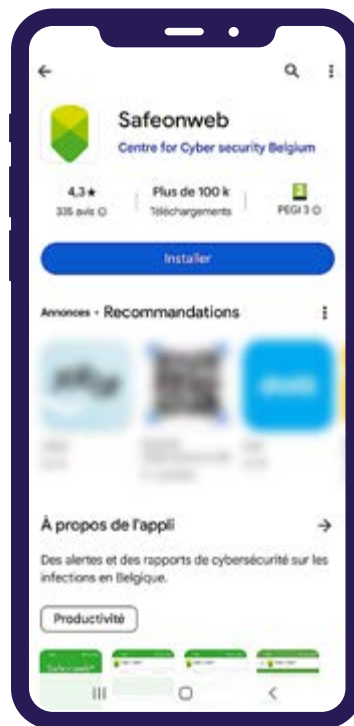 Safeonweb
Centre for Cyber security Belgium
4,3★
Plus de 100 k
335 avis
Téléchargements
PEGI 3
Installer
Annonces • Recommandations
À propos de l'appli
Des alertes et des rapports de cybersécurité sur les
infections en Belgique.
Productivité